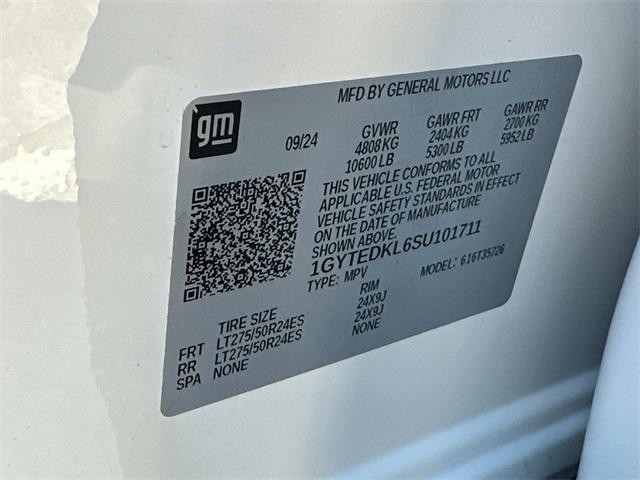 gm
MFD BY GENERAL MOTORS LLC
09/24 GVWR GAWR FRT GAWR RR
4808 KG 2404 KG 2700 KG
10600 LB 5300 LB 5952 LB
THIS VEHICLE CONFORMS TO ALL
APPLICABLE U.S. FEDERAL MOTOR
VEHICLE SAFETY STANDARDS IN EFFECT
ON THE DATE OF MANUFACTURE
SHOWN ABOVE.
1GYTEDKL6SU101711
TYPE: MPV MODEL: 616T35726
TIRE SIZE RIM
FRT LT275/50R24ES 24X9J
RR LT275/50R24ES 24X9J
SPA NONE NONE